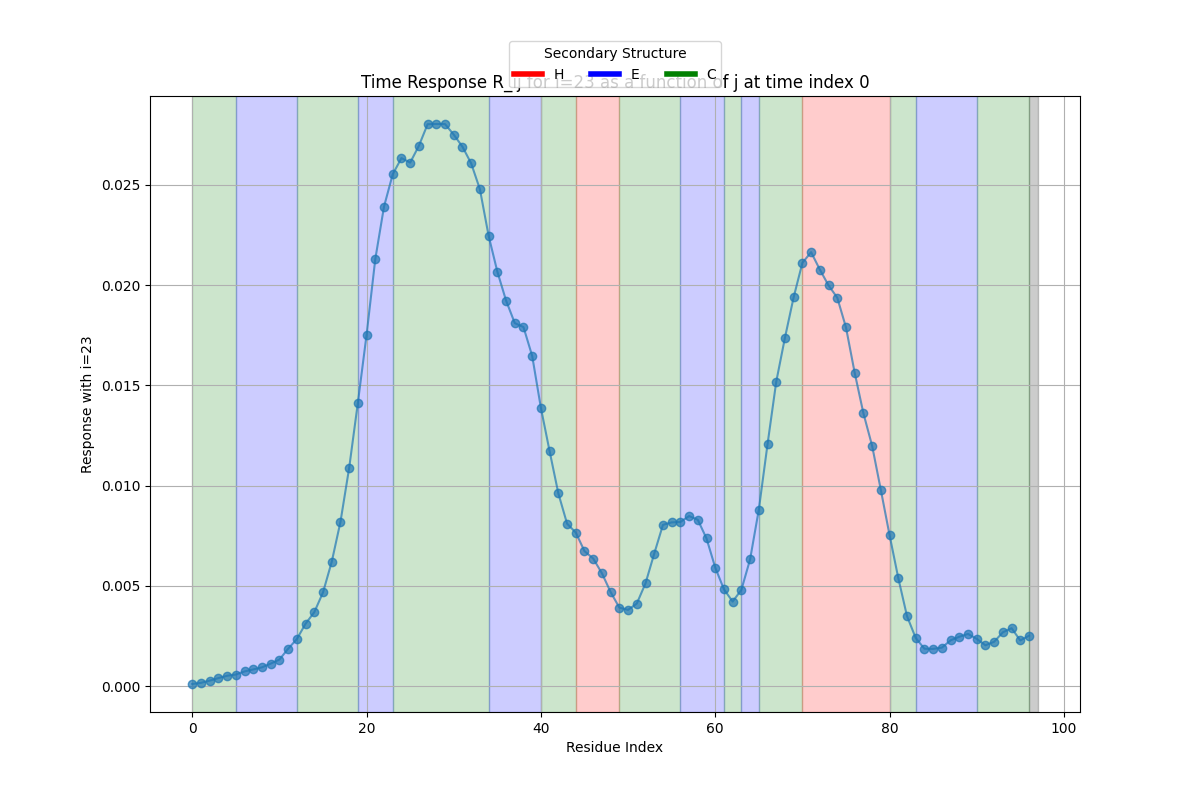 Secondary Structure
H E C
Time Response R_ij for i=23 as a function of j at time index 0
0.025
0.020
0.015
0.010
0.005
0.000
Response with i=23
0 20 40 60 80 100
Residue Index